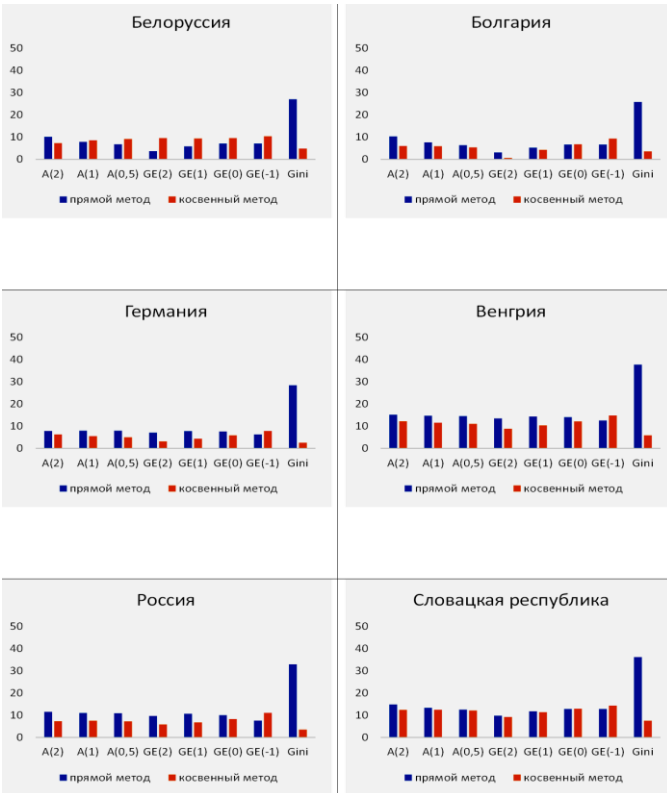 Белоруссия
50
40
30
20
10
0
A(2) A(1) A(0,5) GE(2) GE(1) GE(0) GE(-1) Gini
прямой метод косвенный метод
Болгария
50
40
30
20
10
0
A(2) A(1) A(0,5) GE(2) GE(1) GE(0) GE(-1) Gini
прямой метод косвенный метод
Германия
50
40
30
20
10
0
A(2) A(1) A(0,5) GE(2) GE(1) GE(0) GE(-1) Gini
прямой метод косвенный метод
Венгрия
50
40
30
20
10
0
A(2) A(1) A(0,5) GE(2) GE(1) GE(0) GE(-1) Gini
прямой метод косвенный метод
Россия
50
40
30
20
10
0
A(2) A(1) A(0,5) GE(2) GE(1) GE(0) GE(-1) Gini
прямой метод косвенный метод
Словацкая республика
50
40
30
20
10
0
A(2) A(1) A(0,5) GE(2) GE(1) GE(0) GE(-1) Gini
прямой метод косвенный метод